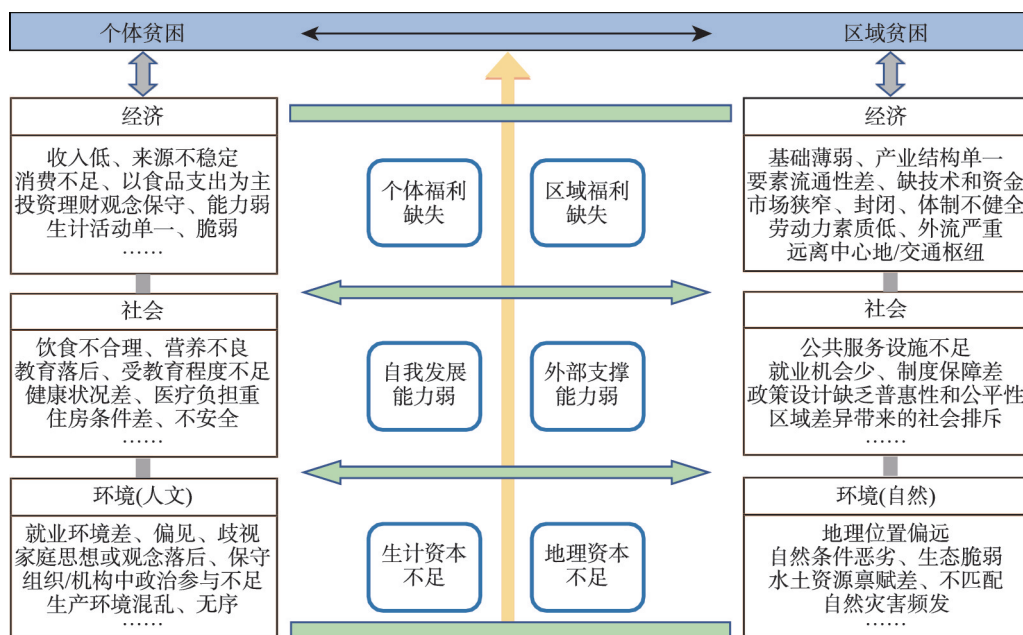 个体贫困
区域贫困
经济
收入低、来源不稳定
消费不足、以食品支出为主
投资理财观念保守、能力弱
生计活动单一、脆弱
……
社会
饮食不合理、营养不良
教育落后、受教育程度不足
健康状况差、医疗负担重
住房条件差、不安全
……
环境(人文)
就业环境差、偏见、歧视
家庭思想或观念落后、保守
组织/机构中政治参与不足
生产环境混乱、无序
……
个体福利
缺失
区域福利
缺失
自我发展
能力弱
外部支撑
能力弱
生计资本
不足
地理资本
不足
经济
基础薄弱、产业结构单一
要素流通性差、缺技术和资金
市场狭窄、封闭、体制不健全
劳动力素质低、外流严重
远离中心地/交通枢纽
……
社会
公共服务设施不足
就业机会少、制度保障差
政策设计缺乏普惠性和公平性
区域差异带来的社会排斥
……
环境(自然)
地理位置偏远
自然条件恶劣、生态脆弱
水土资源禀赋差、不匹配
自然灾害频发
……